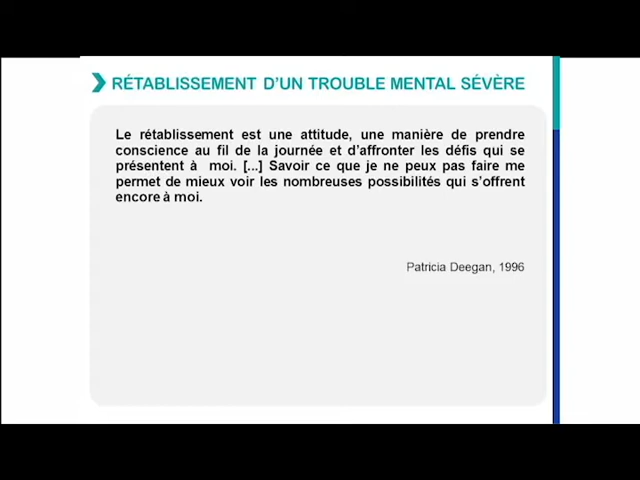 RÉTABLISSEMENT D'UN TROUBLE MENTAL SÉVÈRE
Le rétablissement est une attitude, une manière de prendre
conscience au fil de la journée et d'affronter les défis qui se
présentent à moi. [...] Savoir ce que je ne peux pas faire me
permet de mieux voir les nombreuses possibilités qui s'offrent
encore à moi.
Patricia Deegan, 1996